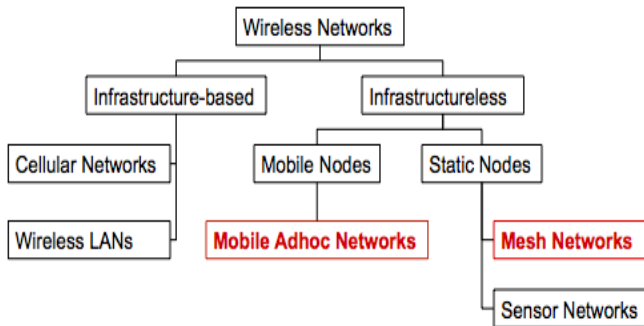 Wireless Networks
Infrastructure-based
Infrastructureless
Cellular Networks
Mobile Nodes
Static Nodes
Wireless LANs
Mobile Adhoc Networks
Mesh Networks
Sensor Networks